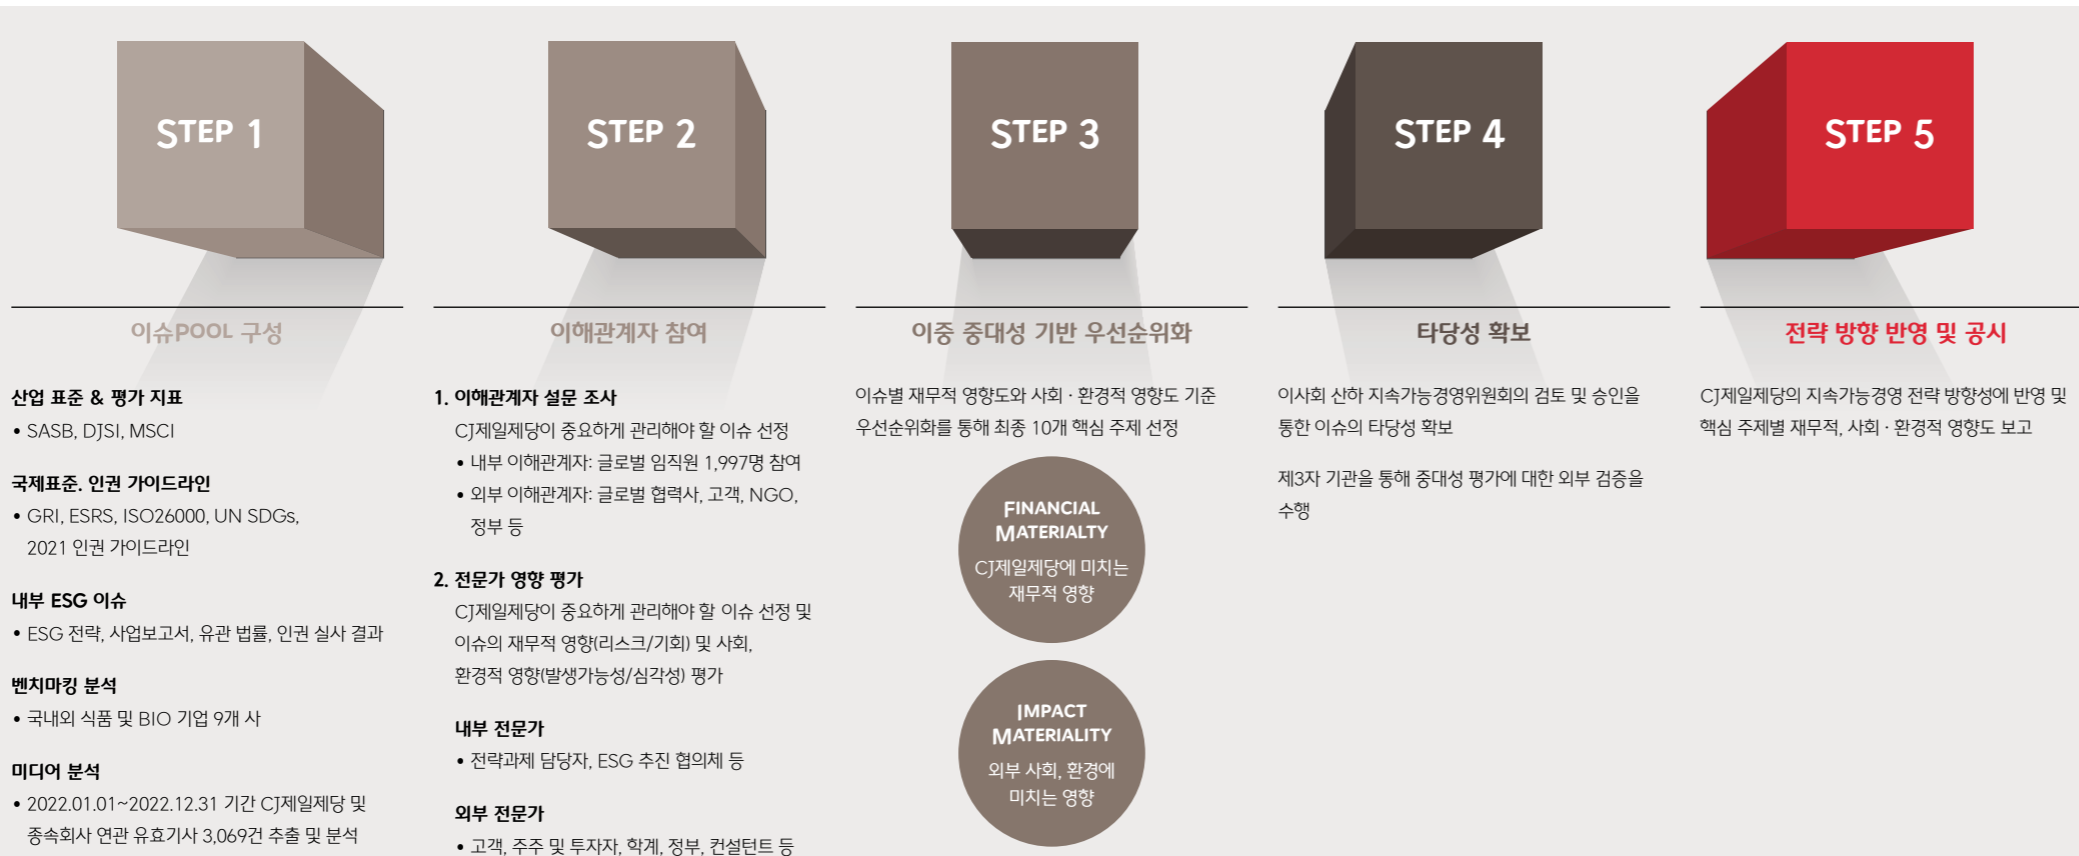 STEP 1
이슈POOL 구성
산업 표준 & 평가 지표
• SASB, DJSI, MSCI
국제표준. 인권 가이드라인
• GRI, ESRS, ISO26000, UN SDGs,
2021 인권 가이드라인
내부 ESG 이슈
• ESG 전략, 사업보고서, 유관 법률, 인권 실사 결과
벤치마킹 분석
• 국내외 식품 및 BIO 기업 9개 사
미디어 분석
• 2022.01.01~2022.12.31 기간 CJ제일제당 및
종속회사 연관 유효기사 3,069건 추출 및 분석
STEP 2
이해관계자 참여
1. 이해관계자 설문 조사
CJ제일제당이 중요하게 관리해야 할 이슈 선정
• 내부 이해관계자: 글로벌 임직원 1,997명 참여
• 외부 이해관계자: 글로벌 협력사, 고객, NGO,
정부 등
2. 전문가 영향 평가
CJ제일제당이 중요하게 관리해야 할 이슈 선정 및
이슈의 재무적 영향(리스크/기회) 및 사회,
환경적 영향(발생가능성/심각성) 평가
내부 전문가
• 전략과제 담당자, ESG 추진 협의체 등
외부 전문가
• 고객, 주주 및 투자자, 학계, 정부, 컨설턴트 등
STEP 3
이중 중대성 기반 우선순위화
이슈별 재무적 영향도와 사회 · 환경적 영향도 기준
우선순위화를 통해 최종 10개 핵심 주제 선정
FINANCIAL
MATERIALTY
CJ제일제당에 미치는
재무적 영향
IMPACT
MATERIALITY
외부 사회, 환경에
미치는 영향
STEP 4
타당성 확보
이사회 산하 지속가능경영위원회의 검토 및 승인을
통한 이슈의 타당성 확보
제3자 기관을 통해 중대성 평가에 대한 외부 검증을
수행
STEP 5
전략 방향 반영 및 공시
CJ제일제당의 지속가능경영 전략 방향성에 반영 및
핵심 주제별 재무적, 사회 · 환경적 영향도 보고